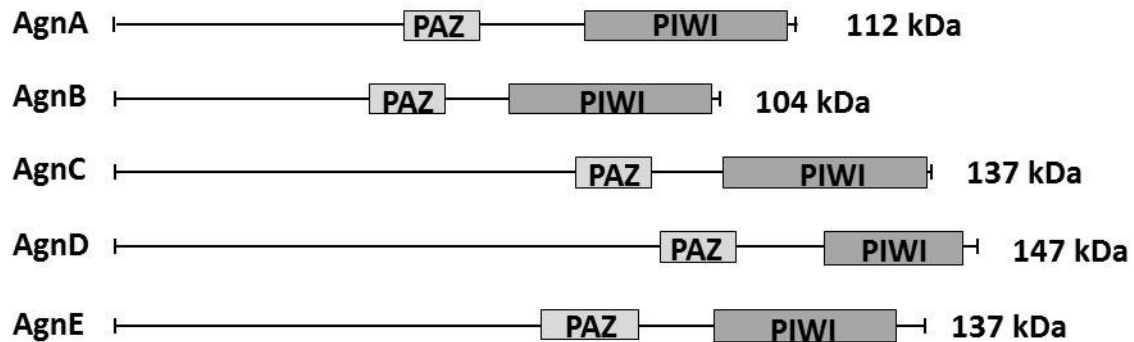 AgnA PAZ PIWI 112 kDa
AgnB PAZ PIWI 104 kDa
AgnC PAZ PIWI 137 kDa
AgnD PAZ PIWI 147 kDa
AgnE PAZ PIWI 137 kDa